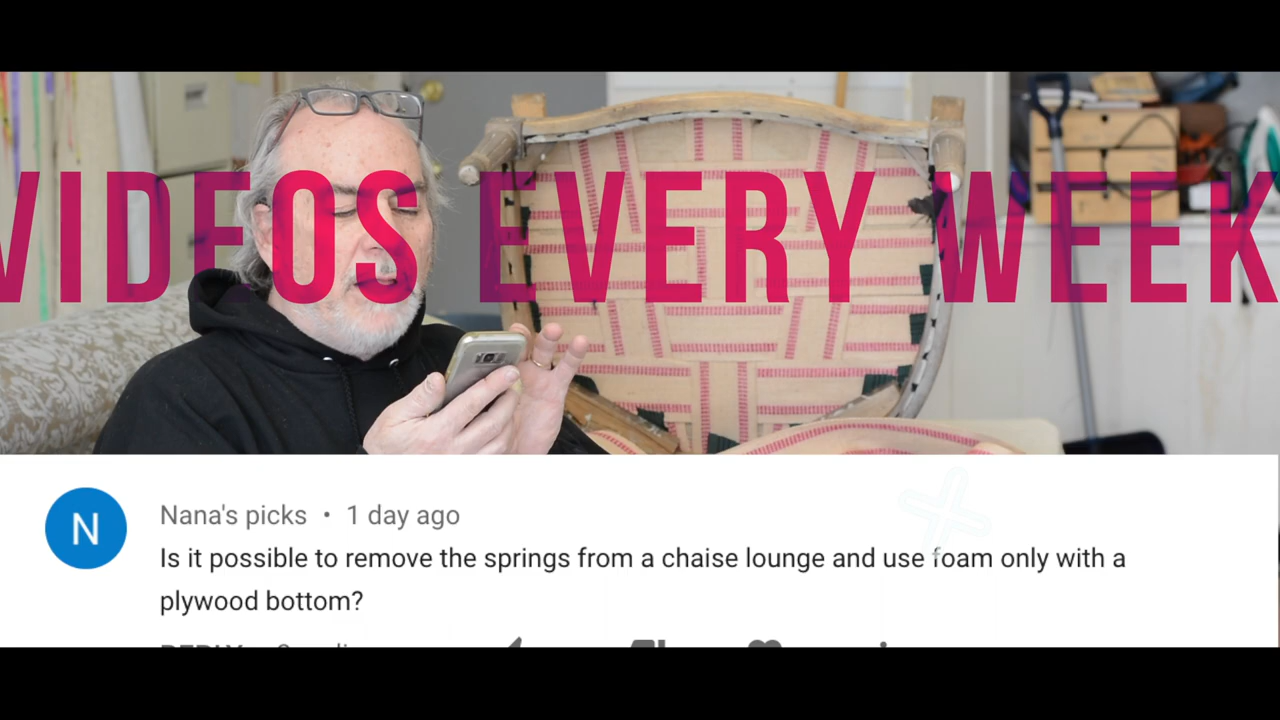 VIDEOS EVERY WEEK
N
Nana's picks • 1 day ago
Is it possible to remove the springs from a chaise lounge and use foam only with a
plywood bottom?
REPLY